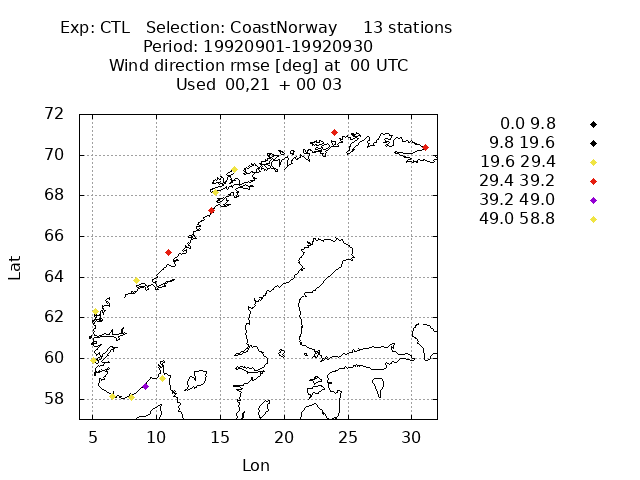 Exp: CTL   Selection: CoastNorway     13 stations
Period: 19920901-19920930
Wind direction rmse [deg] at  00 UTC
Used  00,21  + 00 03
72
70
68
66
64
62
60
58
Lat
5 10 15 20 25 30
Lon
0.0 9.8
9.8 19.6
19.6 29.4
29.4 39.2
39.2 49.0
49.0 58.8